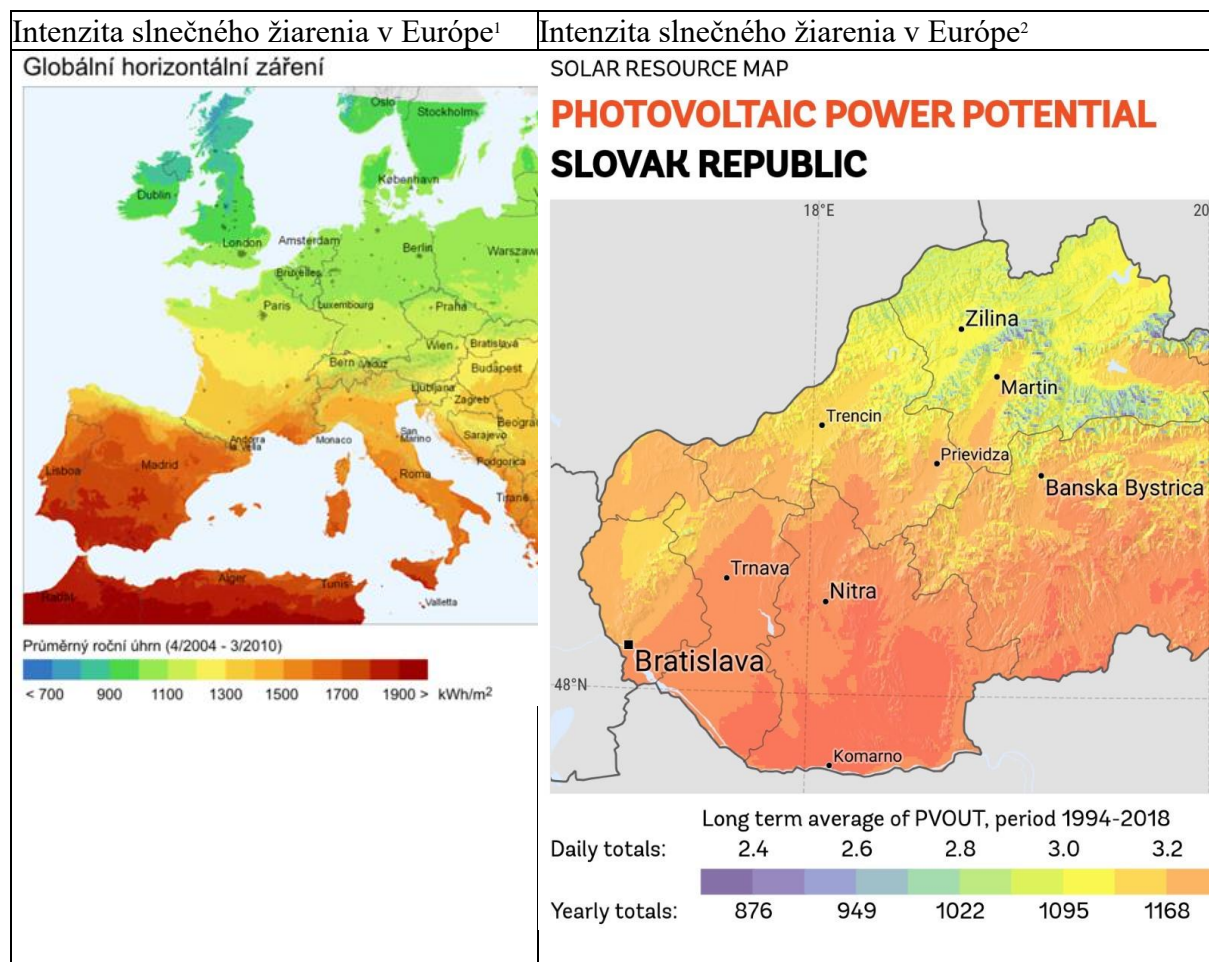 Intenzita slnečného žiarenia v Európe¹
Intenzita slnečného žiarenia v Európe²
Globální horizontální záření
Oslo
Stockholm
København
Dublin
London
Amsterdam
Berlin
Warszawa
Bruxelles
Paris
Luxembourg
Praha
Wien
Bratislava
Bern
Vaduz
Budapest
Ljubljana
Zagreb
Beogra
San
Marino
Sarajevo
Andorra
la Vella
Monaco
Podgorica
Lisboa
Madrid
Roma
Tirane
Alger
Tunis
Rabat
Valletta
Průměrný roční úhrn (4/2004 - 3/2010)
< 700 900 1100 1300 1500 1700 1900 > kWh/m²
SOLAR RESOURCE MAP
PHOTOVOLTAIC POWER POTENTIAL
SLOVAK REPUBLIC
18°E
20
Zilina
Martin
Trencin
Prievidza
Banska Bystrica
Trnava
Nitra
Bratislava
48°N
Komarno
Long term average of PVOUT, period 1994-2018
Daily totals: 2.4 2.6 2.8 3.0 3.2
Yearly totals: 876 949 1022 1095 1168